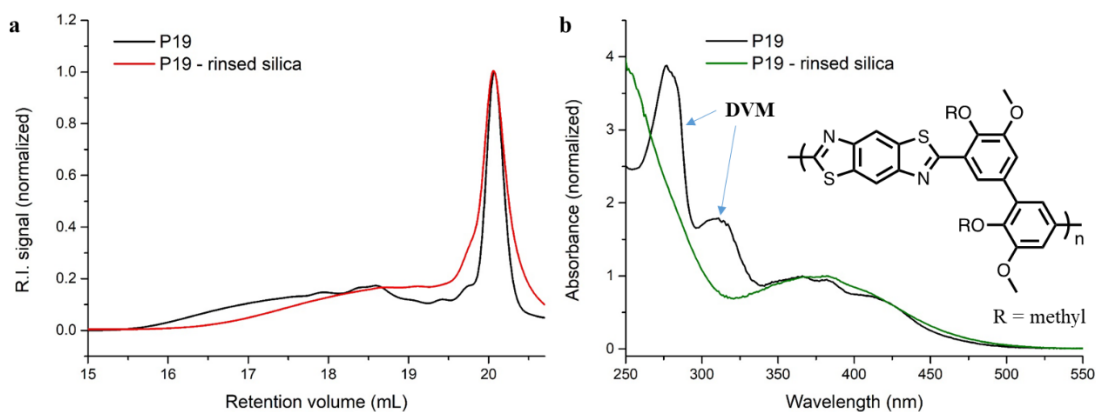 a
P19
P19 - rinsed silica
R.I. signal (normalized)
1.0
0.8
0.6
0.4
0.2
0.0
15
16
17
18
19
20
Retention volume (mL)
b
P19
P19 - rinsed silica
DVM
Absorbance (normalized)
4
3
2
1
0
250
300
350
400
450
500
550
Wavelength (nm)
RO
O
N
S
S
N
RO
O
n
R = methyl